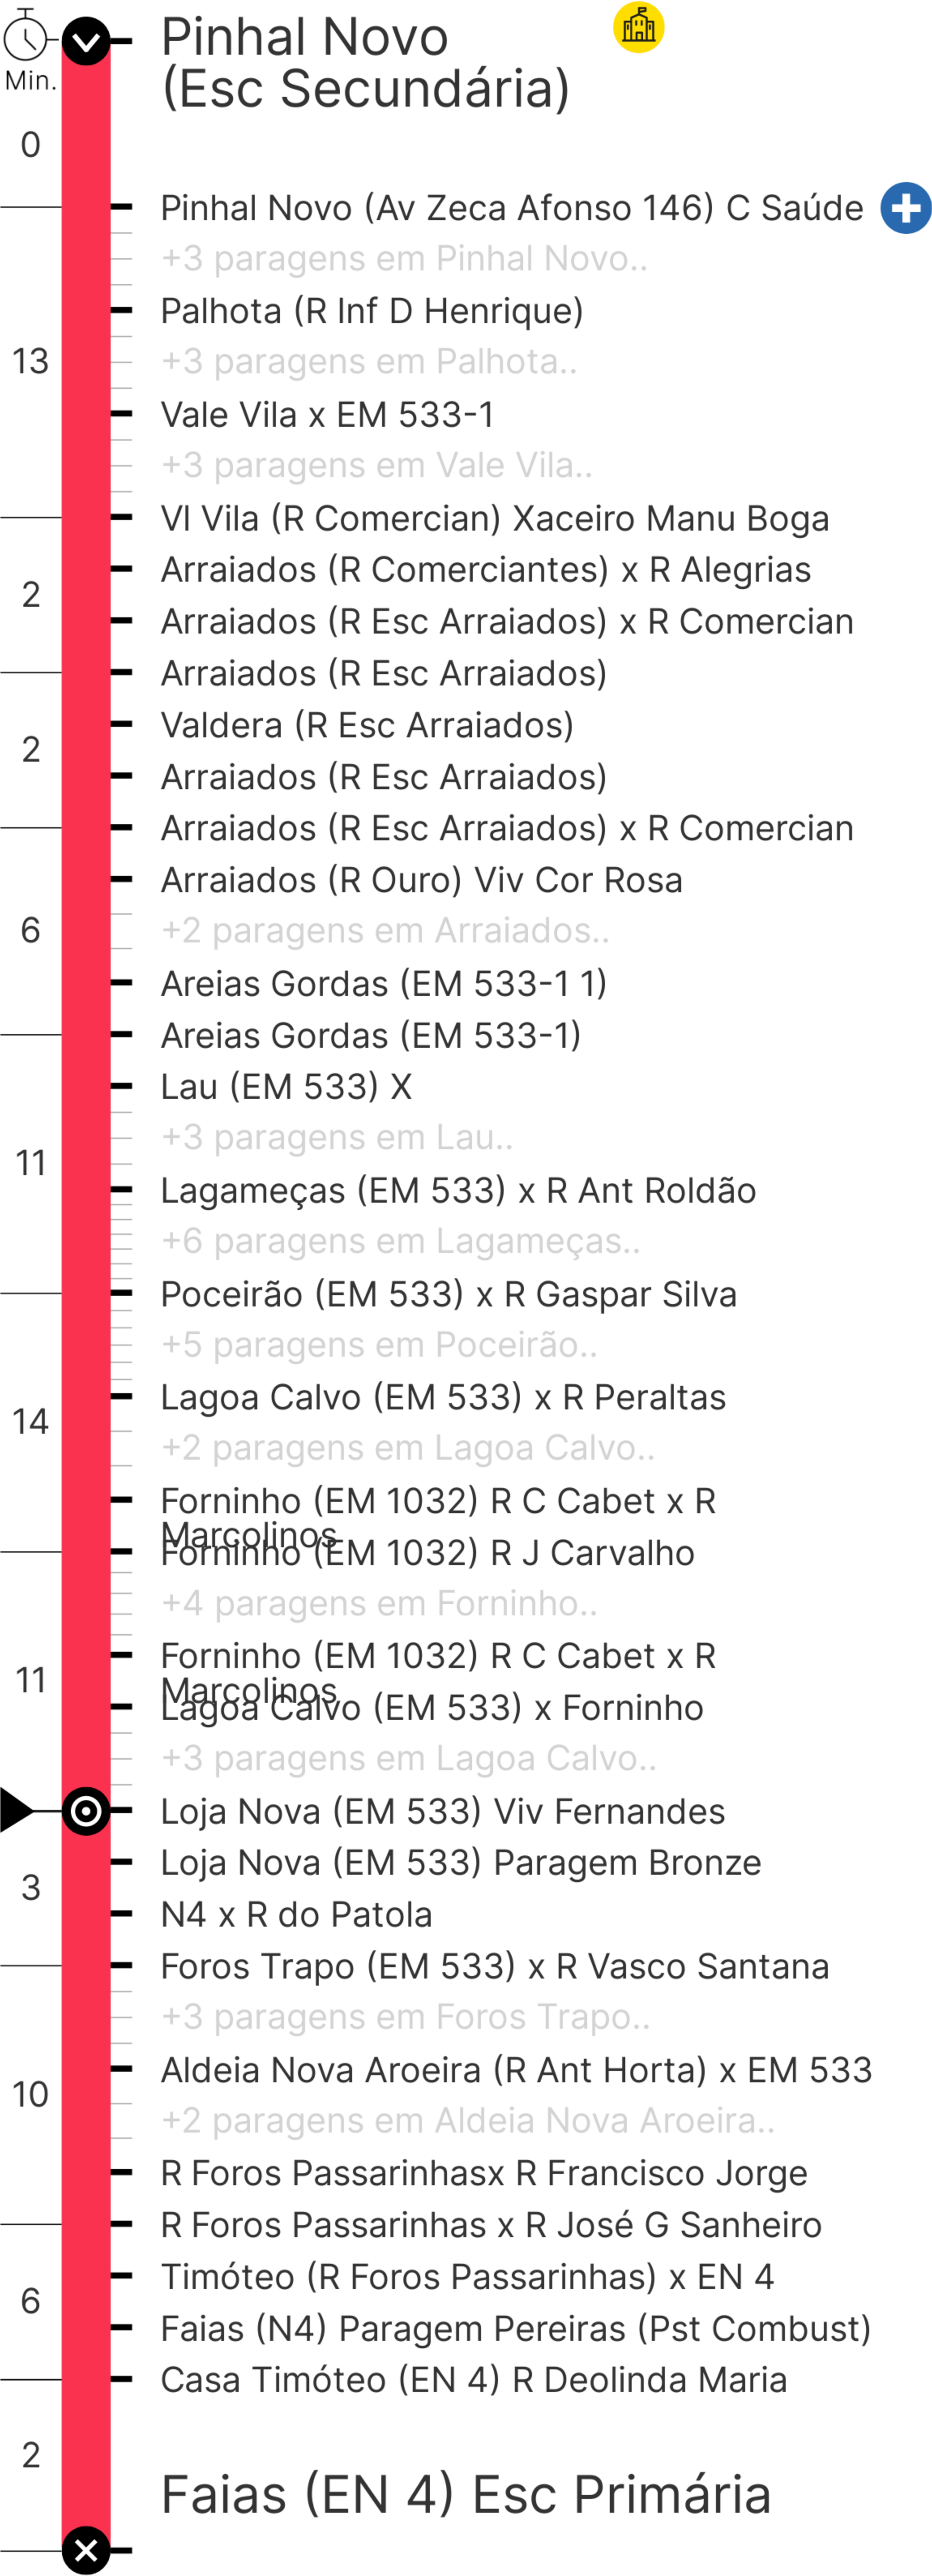 Min.
Pinhal Novo
(Esc Secundária)
0
Pinhal Novo (Av Zeca Afonso 146) C Saúde
+3 paragens em Pinhal Novo..
Palhota (R Inf D Henrique)
13
+3 paragens em Palhota..
Vale Vila x EM 533-1
+3 paragens em Vale Vila..
Vl Vila (R Comercian) Xaceiro Manu Boga
Arraiados (R Comerciantes) x R Alegrias
2
Arraiados (R Esc Arraiados) x R Comercian
Arraiados (R Esc Arraiados)
Valdera (R Esc Arraiados)
2
Arraiados (R Esc Arraiados)
Arraiados (R Esc Arraiados) x R Comercian
Arraiados (R Ouro) Viv Cor Rosa
6
+2 paragens em Arraiados..
Areias Gordas (EM 533-1 1)
Areias Gordas (EM 533-1)
Lau (EM 533) X
+3 paragens em Lau..
11
Lagameças (EM 533) x R Ant Roldão
+6 paragens em Lagameças..
Poceirão (EM 533) x R Gaspar Silva
+5 paragens em Poceirão..
Lagoa Calvo (EM 533) x R Peraltas
14
+2 paragens em Lagoa Calvo..
Forninho (EM 1032) R C Cabet x R
Marcolinos
Forninho (EM 1032) R J Carvalho
+4 paragens em Forninho..
Forninho (EM 1032) R C Cabet x R
11
Marcolinos
Lagoa Calvo (EM 533) x Forninho
+3 paragens em Lagoa Calvo..
Loja Nova (EM 533) Viv Fernandes
Loja Nova (EM 533) Paragem Bronze
3
N4 x R do Patola
Foros Trapo (EM 533) x R Vasco Santana
+3 paragens em Foros Trapo..
Aldeia Nova Aroeira (R Ant Horta) x EM 533
10
+2 paragens em Aldeia Nova Aroeira..
R Foros Passarinhasx R Francisco Jorge
R Foros Passarinhas x R José G Sanheiro
Timóteo (R Foros Passarinhas) x EN 4
6
Faias (N4) Paragem Pereiras (Pst Combust)
Casa Timóteo (EN 4) R Deolinda Maria
2
Faias (EN 4) Esc Primária